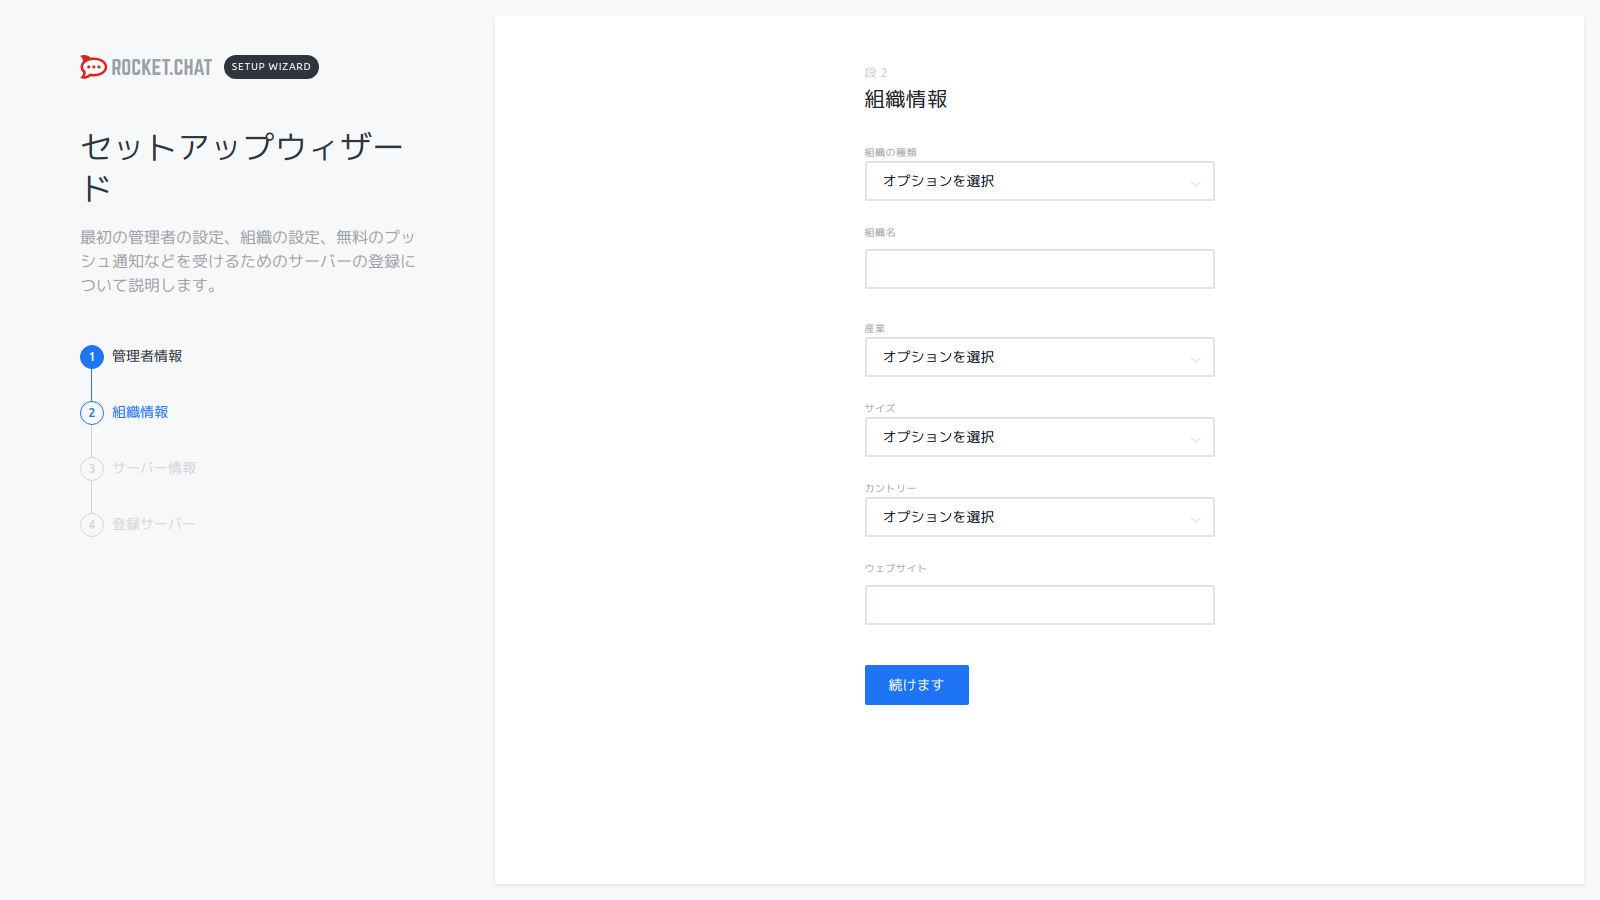 ROCKET.CHAT SETUP WIZARD
セットアップウィザー
ド
最初の管理者の設定、組織の設定、無料のプッ
シュ通知などを受けるためのサーバーの登録に
ついて説明します。
1 管理者情報
2 組織情報
3 サーバー情報
4 登録サーバー
段 2
組織情報
組織の種類
オプションを選択
組織名
産業
オプションを選択
サイズ
オプションを選択
カントリー
オプションを選択
ウェブサイト
続けます